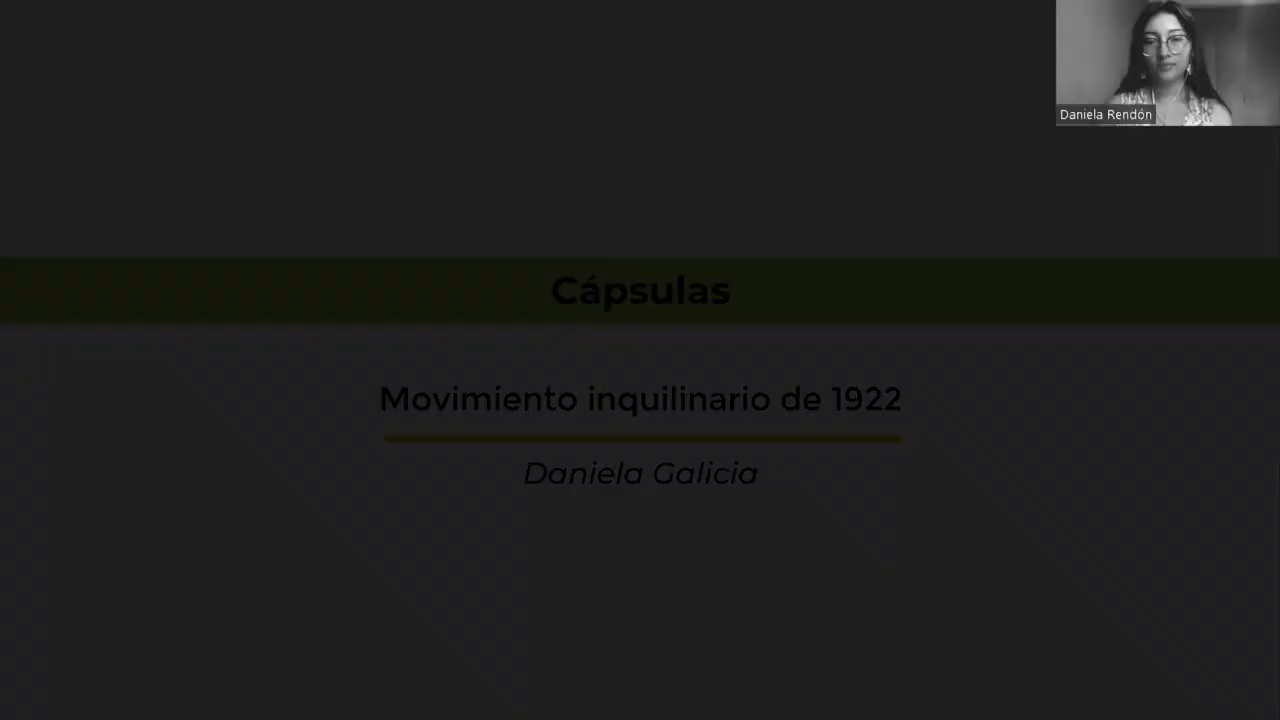 Daniela Rendón
Cápsulas
Movimiento inquilinario de 1922
Daniela Galicia